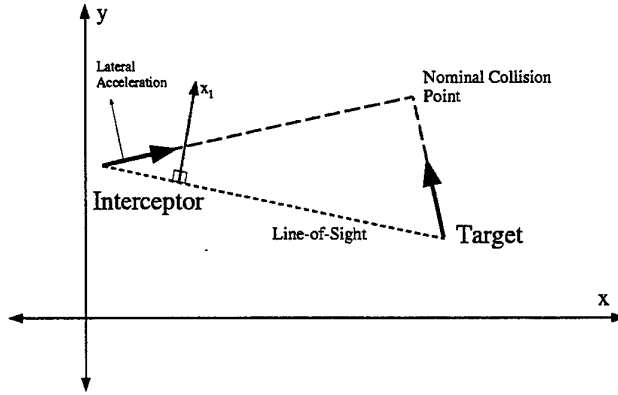 y
Lateral
Acceleration
x1
Nominal Collision
Point
Interceptor
Line-of-Sight
Target
x